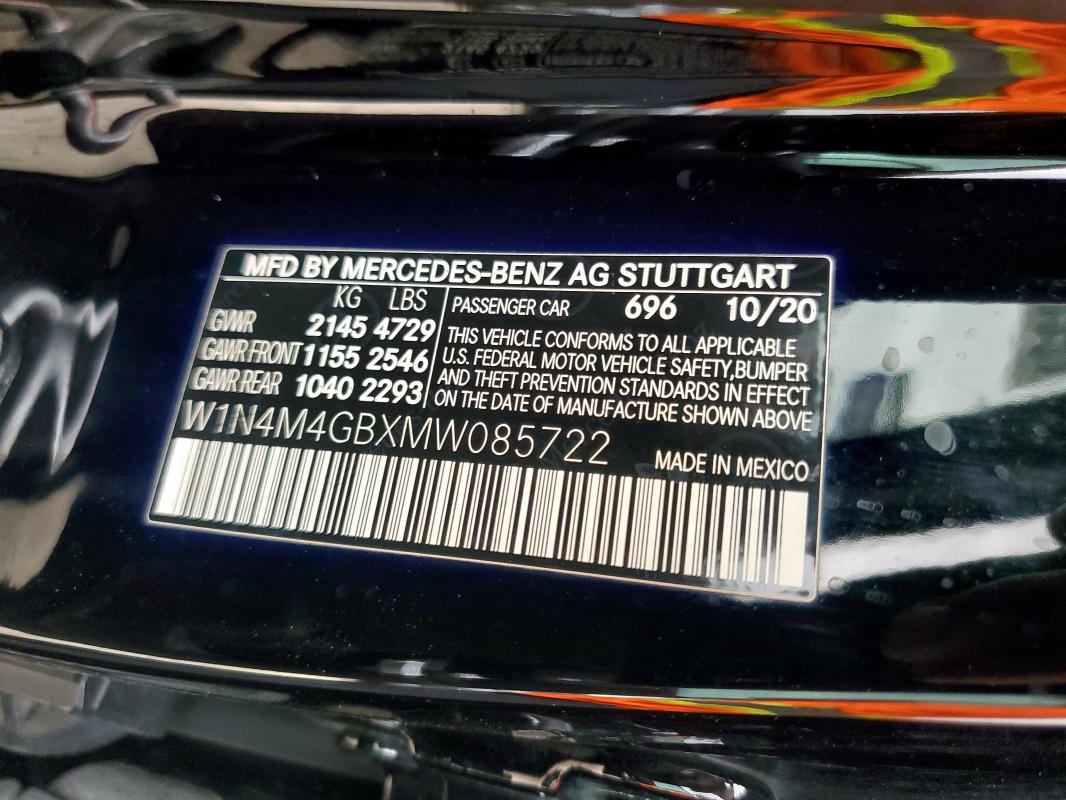 MFD BY MERCEDES-BENZ AG STUTTGART
KG LBS
GVWR 2145 4729
GAWR FRONT 1155 2546
GAWR REAR 1040 2293
PASSENGER CAR 696 10/20
THIS VEHICLE CONFORMS TO ALL APPLICABLE
U.S. FEDERAL MOTOR VEHICLE SAFETY,BUMPER
AND THEFT PREVENTION STANDARDS IN EFFECT
ON THE DATE OF MANUFACTURE SHOWN ABOVE
W1N4M4GBXMW085722
MADE IN MEXICO